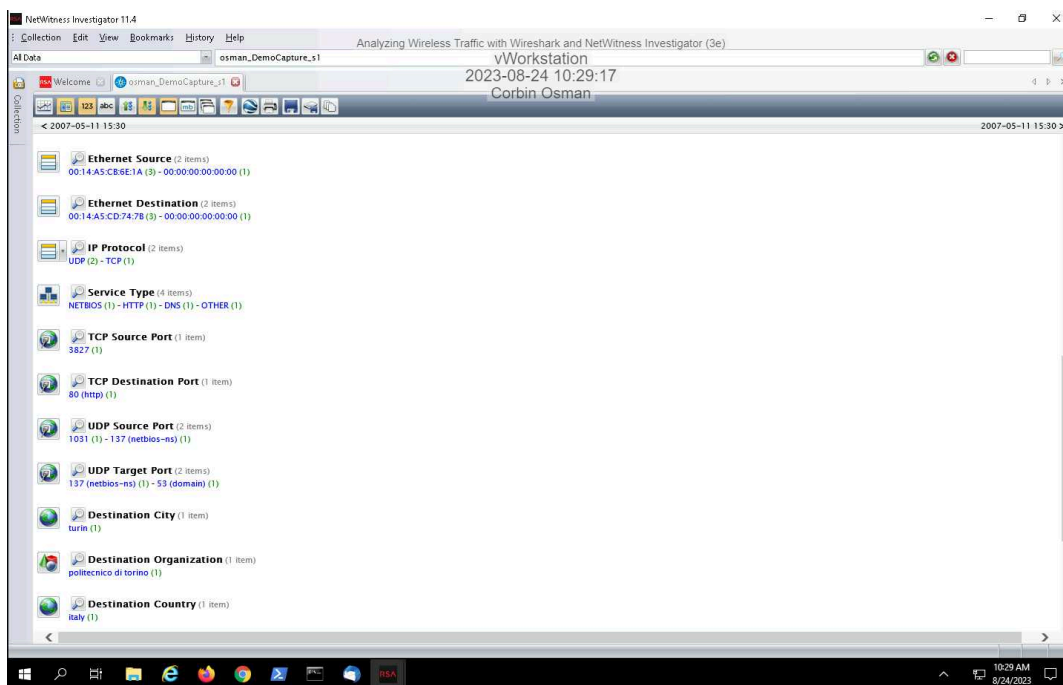 RSA NetWitness Investigator 11.4
Collection Edit View Bookmarks History Help
Analyzing Wireless Traffic with Wireshark and NetWitness Investigator (3e)
All Data
osman_DemoCapture_s1
vWorkstation
2023-08-24 10:29:17
Corbin Osman
RSA Welcome
osman_DemoCapture_s1
Collection
123 abc mb
< 2007-05-11 15:30
2007-05-11 15:30 >
Ethernet Source (2 items)
00:14:A5:CB:6E:1A (3) - 00:00:00:00:00:00 (1)
Ethernet Destination (2 items)
00:14:A5:CD:74:7B (3) - 00:00:00:00:00:00 (1)
IP Protocol (2 items)
UDP (2) - TCP (1)
Service Type (4 items)
NETBIOS (1) - HTTP (1) - DNS (1) - OTHER (1)
TCP Source Port (1 item)
3827 (1)
TCP Destination Port (1 item)
80 (http) (1)
UDP Source Port (2 items)
1031 (1) - 137 (netbios-ns) (1)
UDP Target Port (2 items)
137 (netbios-ns) (1) - 53 (domain) (1)
Destination City (1 item)
turin (1)
Destination Organization (1 item)
politecnico di torino (1)
Destination Country (1 item)
italy (1)
RSA
10:29 AM
8/24/2023